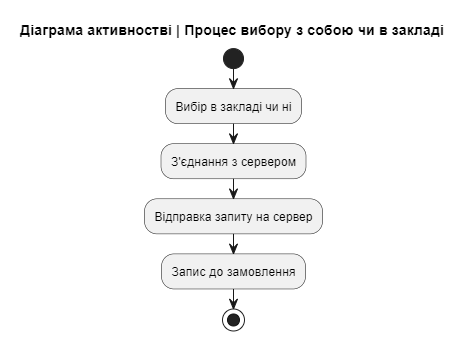 Діаграма активностві | Процес вибору з собою чи в закладі
Вибір в закладі чи ні
З'єднання з сервером
Відправка запиту на сервер
Запис до замовлення